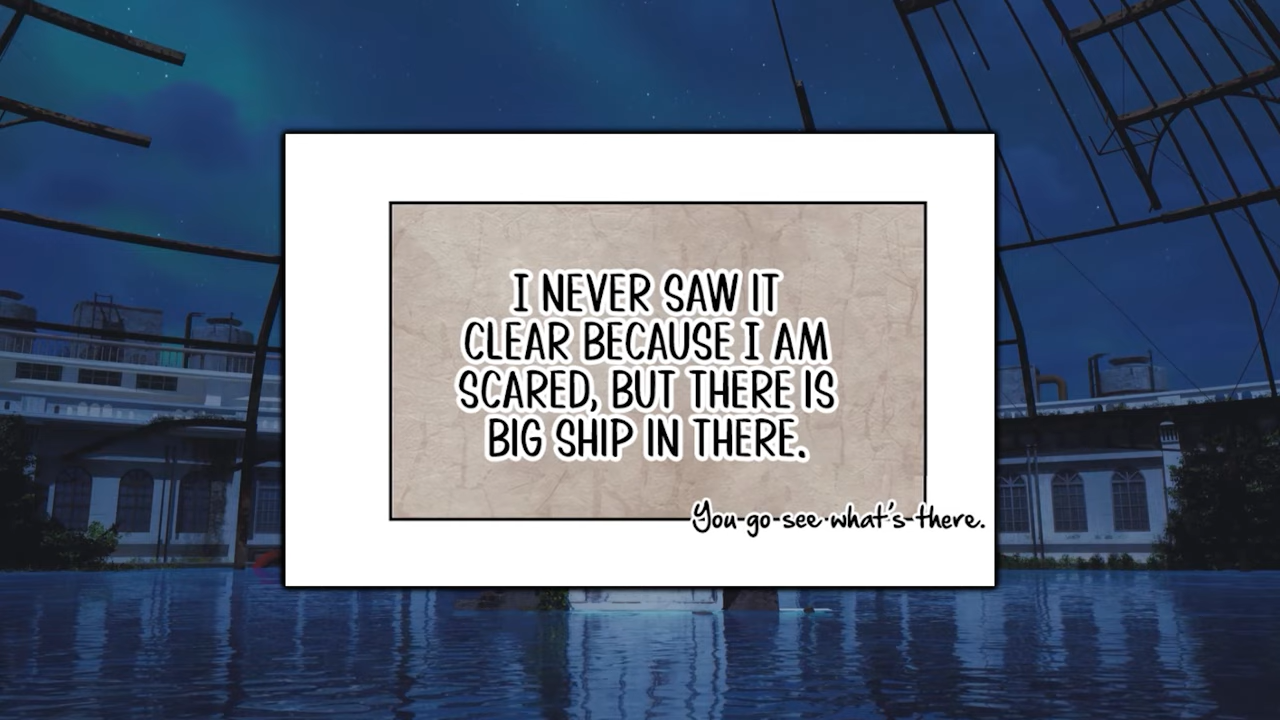 I NEVER SAW IT
CLEAR BECAUSE I AM
SCARED, BUT THERE IS
BIG SHIP IN THERE.
You go see what's there.